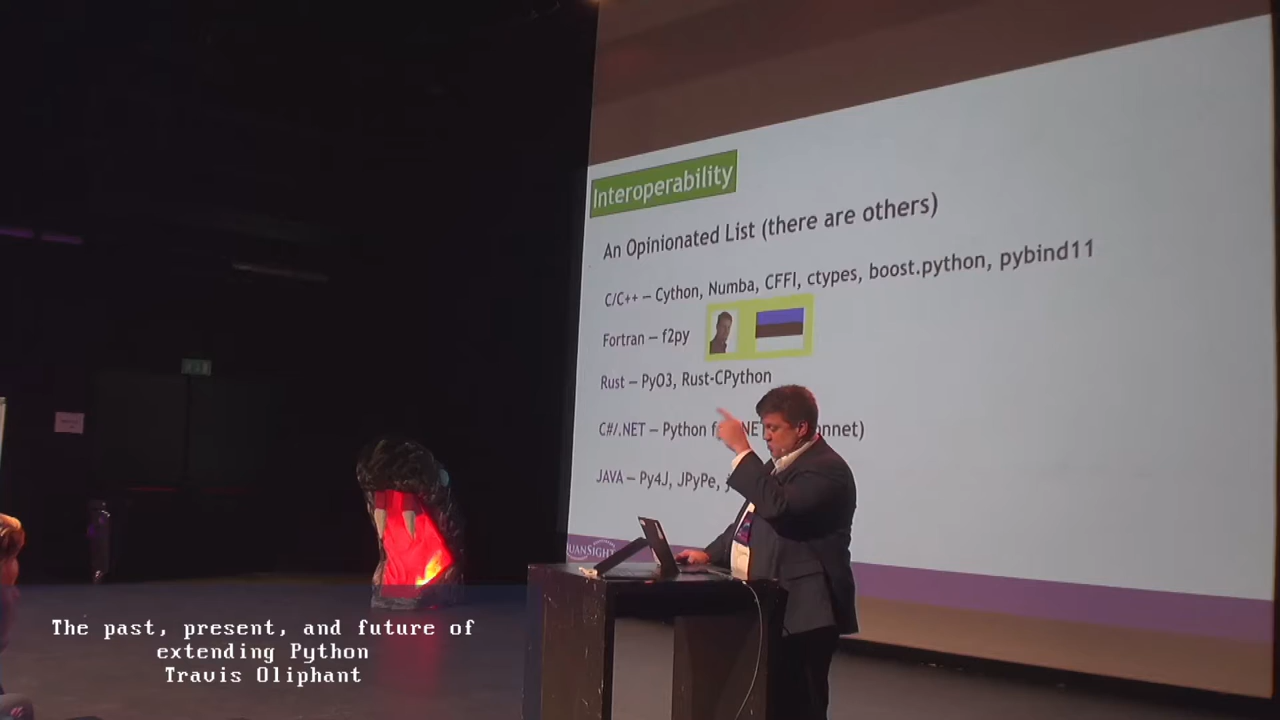 Interoperability
An Opinionated List (there are others)
C/C++ – Cython, Numba, CFFI, ctypes, boost.python, pybind11
Fortran – f2py
Rust – PyO3, Rust-CPython
C#/.NET – Python
JAVA – Py4J, JPyPe,
QUANSIGHT
The past, present, and future of
extending Python
Travis Oliphant